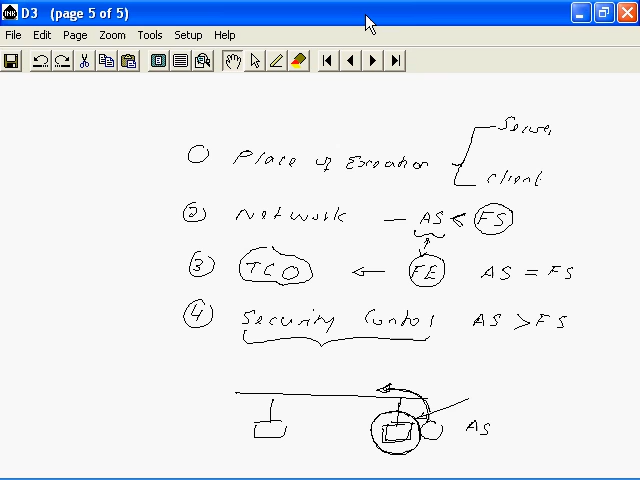 D3 (page 5 of 5)
File Edit Page Zoom Tools Setup Help
Place of Execution
Server
Client
2 Network — AS < FS
3 TCO ← FE AS = FS
4 Security Control AS > FS
AS